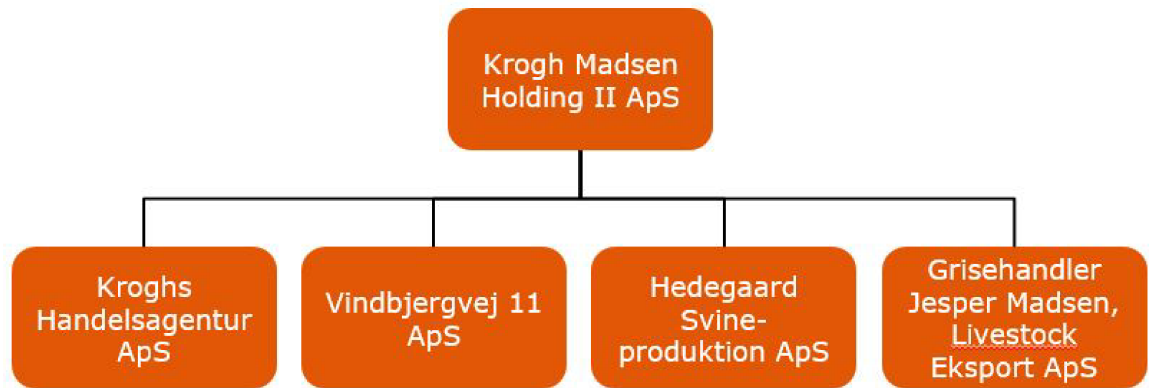 Krogh Madsen
Holding II ApS
Kroghs
Handelsagentur
ApS
Vindbjergvej 11
ApS
Hedegaard
Svine-
produktion ApS
Grisehandler
Jesper Madsen,
Livestock
Eksport ApS